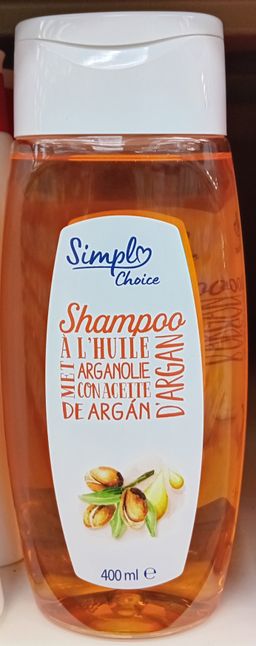 Simply
Choice
Shampoo
À L'HUILE
D'ARGAN
MET
ARGANOLIE
CON ACEITE
DE ARGÁN
400 ml e